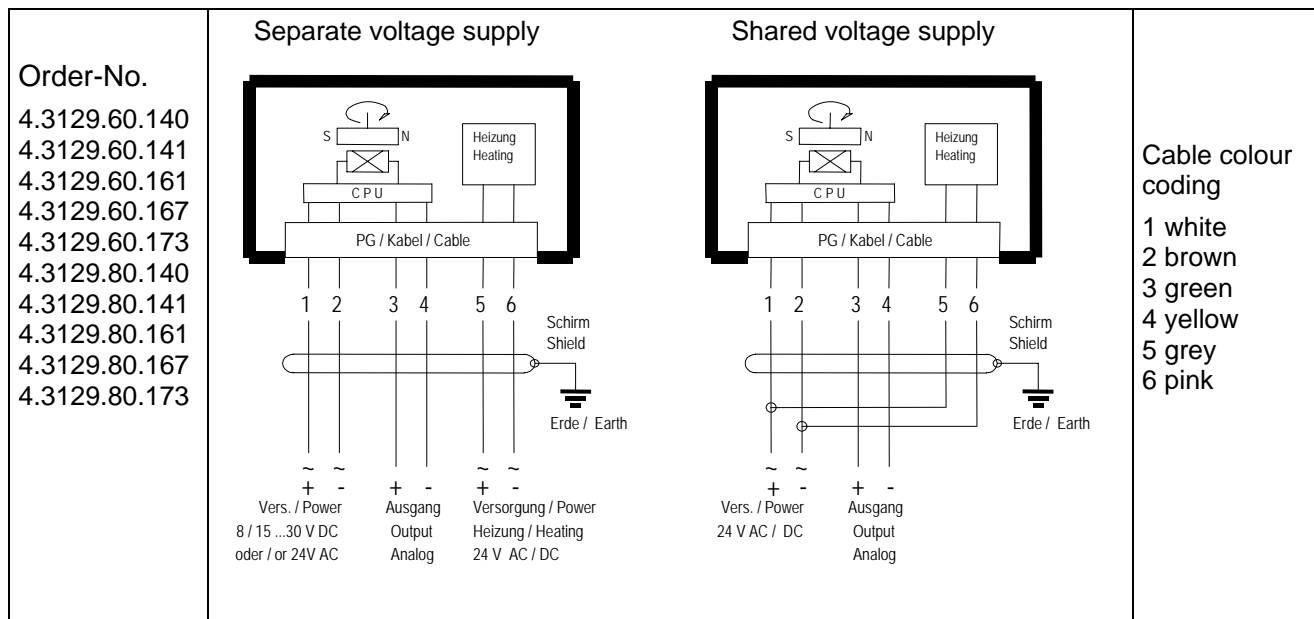 Order-No.
4.3129.60.140
4.3129.60.141
4.3129.60.161
4.3129.60.167
4.3129.60.173
4.3129.80.140
4.3129.80.141
4.3129.80.161
4.3129.80.167
4.3129.80.173
Separate voltage supply
S N
Heizung
Heating
CPU
PG / Kabel / Cable
1 2 3 4 5 6
Schirm
Shield
Erde / Earth
~ ~ ~ ~
+ - + - + -
Vers. / Power
8 / 15 ...30 V DC
oder / or 24V AC
Ausgang
Output
Analog
Versorgung / Power
Heizung / Heating
24 V AC / DC
Shared voltage supply
S N
Heizung
Heating
CPU
PG / Kabel / Cable
1 2 3 4 5 6
Schirm
Shield
Erde / Earth
~ ~
+ - + -
Vers. / Power
24 V AC / DC
Ausgang
Output
Analog
Cable colour
coding
1 white
2 brown
3 green
4 yellow
5 grey
6 pink